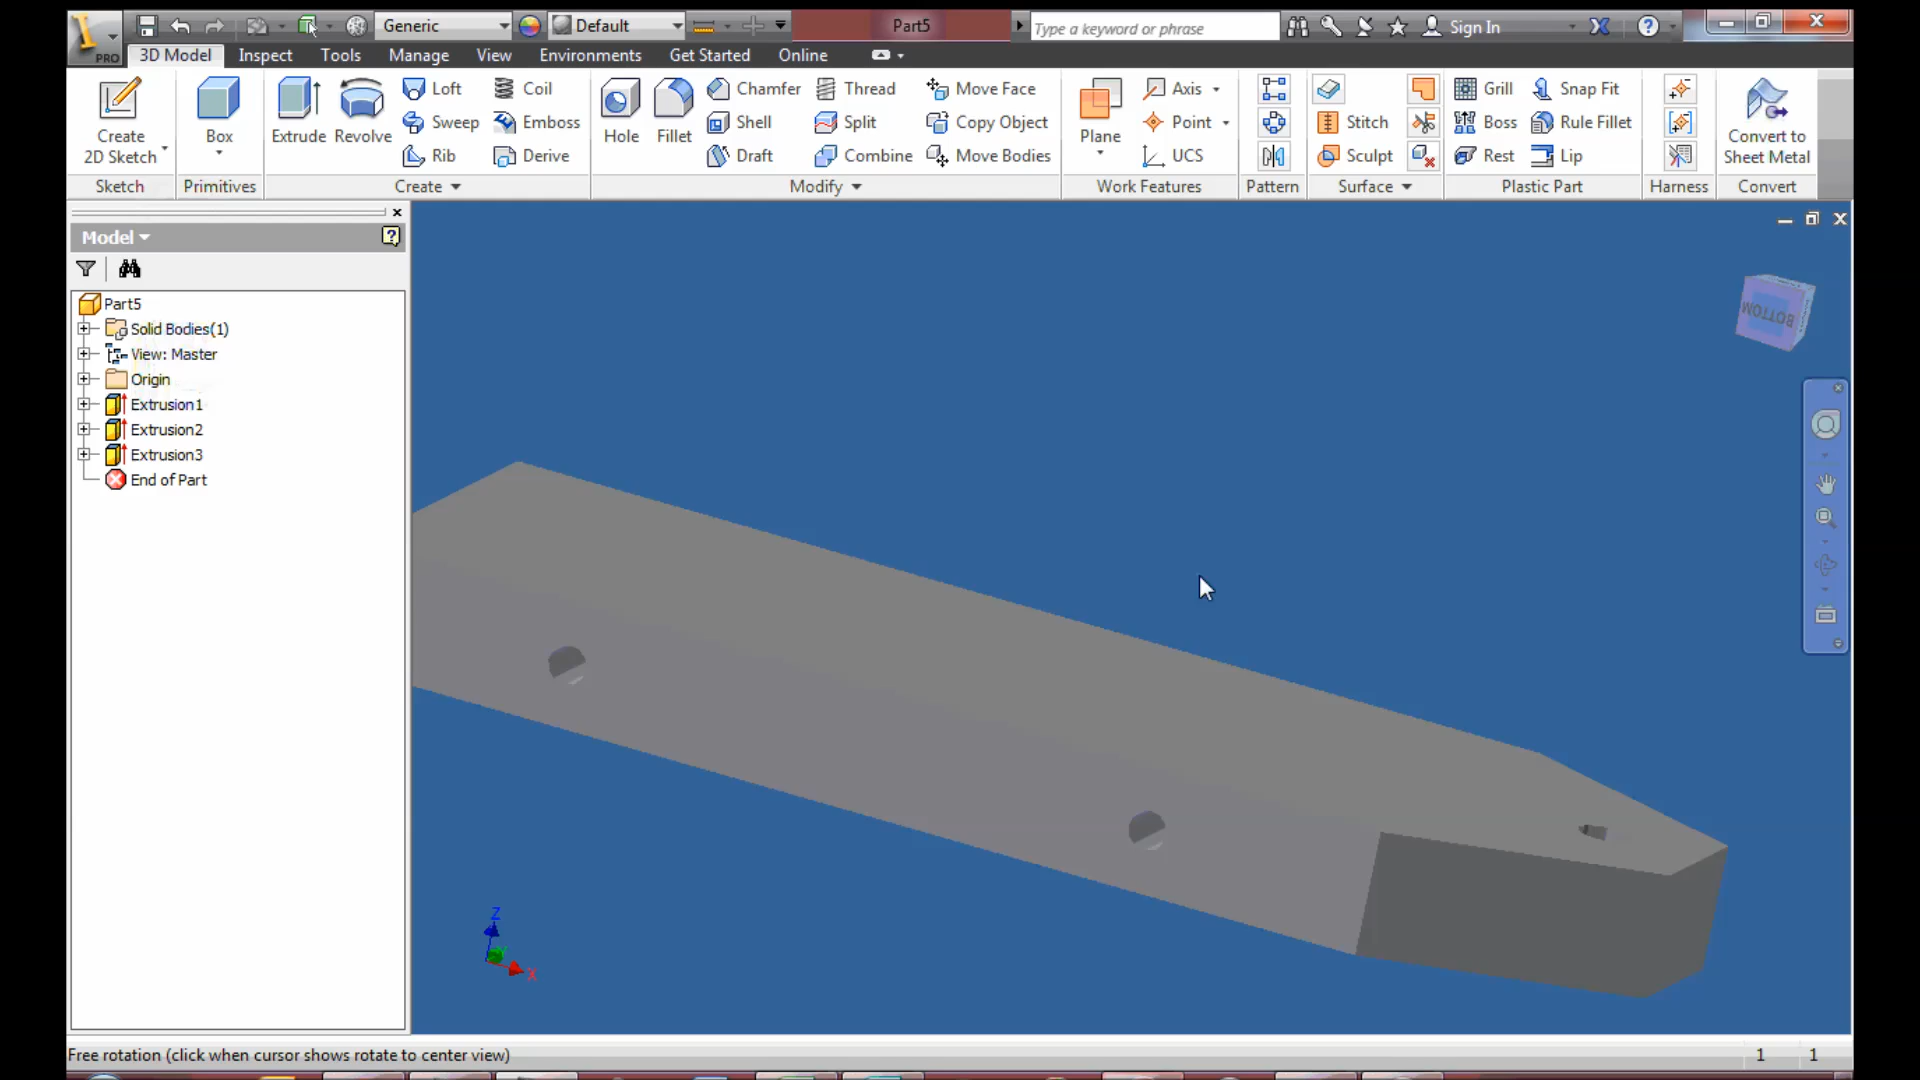 PRO
Generic
Default
Part5
Type a keyword or phrase
Sign In
3D Model Inspect Tools Manage View Environments Get Started Online
Create 2D Sketch
Box
Extrude
Revolve
Loft
Sweep
Rib
Coil
Emboss
Derive
Hole
Fillet
Chamfer
Shell
Draft
Thread
Split
Combine
Move Face
Copy Object
Move Bodies
Plane
Axis
Point
UCS
Stitch
Sculpt
Grill
Boss
Rest
Snap Fit
Rule Fillet
Lip
Convert to Sheet Metal
Sketch Primitives Create Modify Work Features Pattern Surface Plastic Part Harness Convert
Model
Part5
Solid Bodies(1)
View: Master
Origin
Extrusion1
Extrusion2
Extrusion3
End of Part
BOTTOM
Z
X
Free rotation (click when cursor shows rotate to center view)
1 1